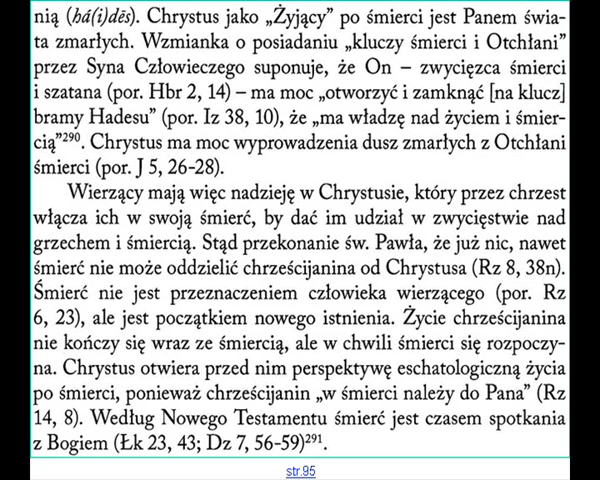 nią (há(i)dēs). Chrystus jako „Żyjący” po śmierci jest Panem świa-
ta zmarłych. Wzmianka o posiadaniu „kluczy śmierci i Otchłani”
przez Syna Człowieczego suponuje, że On – zwycięzca śmierci
i szatana (por. Hbr 2, 14) – ma moc „otworzyć i zamknąć [na klucz]
bramy Hadesu” (por. Iz 38, 10), że „ma władzę nad życiem i śmier-
cią”²⁹⁰. Chrystus ma moc wyprowadzenia dusz zmarłych z Otchłani
śmierci (por. J 5, 26-28).
Wierzący mają więc nadzieję w Chrystusie, który przez chrzest
włącza ich w swoją śmierć, by dać im udział w zwycięstwie nad
grzechem i śmiercią. Stąd przekonanie św. Pawła, że już nic, nawet
śmierć nie może oddzielić chrześcijanina od Chrystusa (Rz 8, 38n).
Śmierć nie jest przeznaczeniem człowieka wierzącego (por. Rz
6, 23), ale jest początkiem nowego istnienia. Życie chrześcijanina
nie kończy się wraz ze śmiercią, ale w chwili śmierci się rozpoczy-
na. Chrystus otwiera przed nim perspektywę eschatologiczną życia
po śmierci, ponieważ chrześcijanin „w śmierci należy do Pana” (Rz
14, 8). Według Nowego Testamentu śmierć jest czasem spotkania
z Bogiem (Łk 23, 43; Dz 7, 56-59)²⁹¹.
str.95